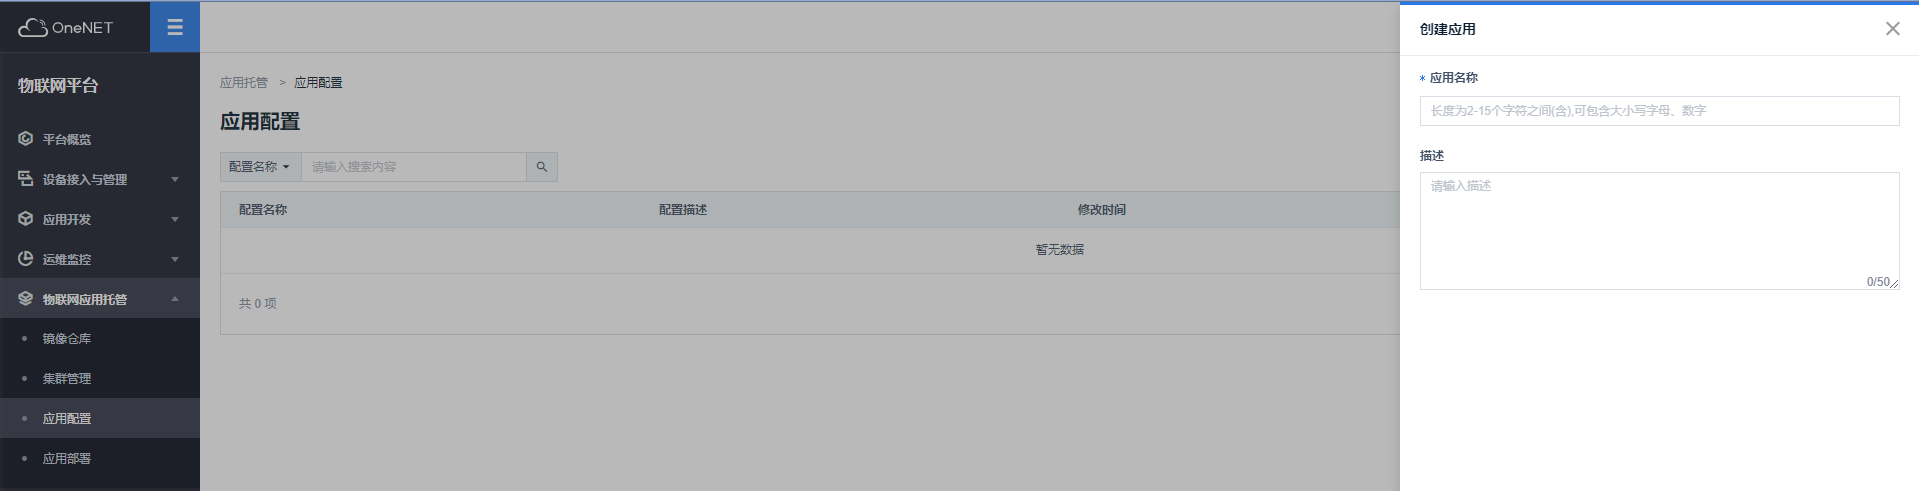 OneNET
物联网平台
平台概览
设备接入与管理
应用开发
运维监控
物联网应用托管
镜像仓库
集群管理
应用配置
应用部署
应用托管 > 应用配置
应用配置
配置名称 请输入搜索内容
配置名称 配置描述 修改时间
暂无数据
共 0 项
创建应用
* 应用名称
长度为2-15个字符之间(含),可包含大小写字母、数字
描述
请输入描述
0/50